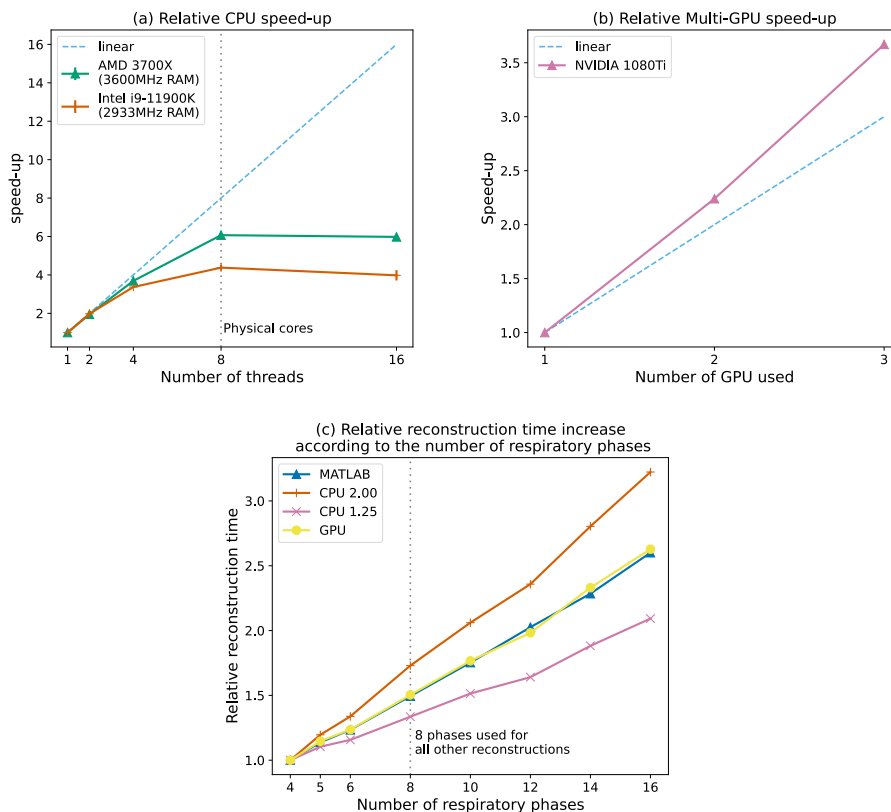 (a) Relative CPU speed-up
linear
AMD 3700X
(3600MHz RAM)
Intel i9-11900K
(2933MHz RAM)
16
14
12
10
8
6
4
2
speed-up
Physical cores
1 2 4 8 16
Number of threads
(b) Relative Multi-GPU speed-up
linear
NVIDIA 1080Ti
3.5
3.0
2.5
2.0
1.5
1.0
Speed-up
1 2 3
Number of GPU used
(c) Relative reconstruction time increase
according to the number of respiratory phases
MATLAB
CPU 2.00
CPU 1.25
GPU
3.0
2.5
2.0
1.5
1.0
Relative reconstruction time
8 phases used for
all other reconstructions
4 5 6 8 10 12 14 16
Number of respiratory phases